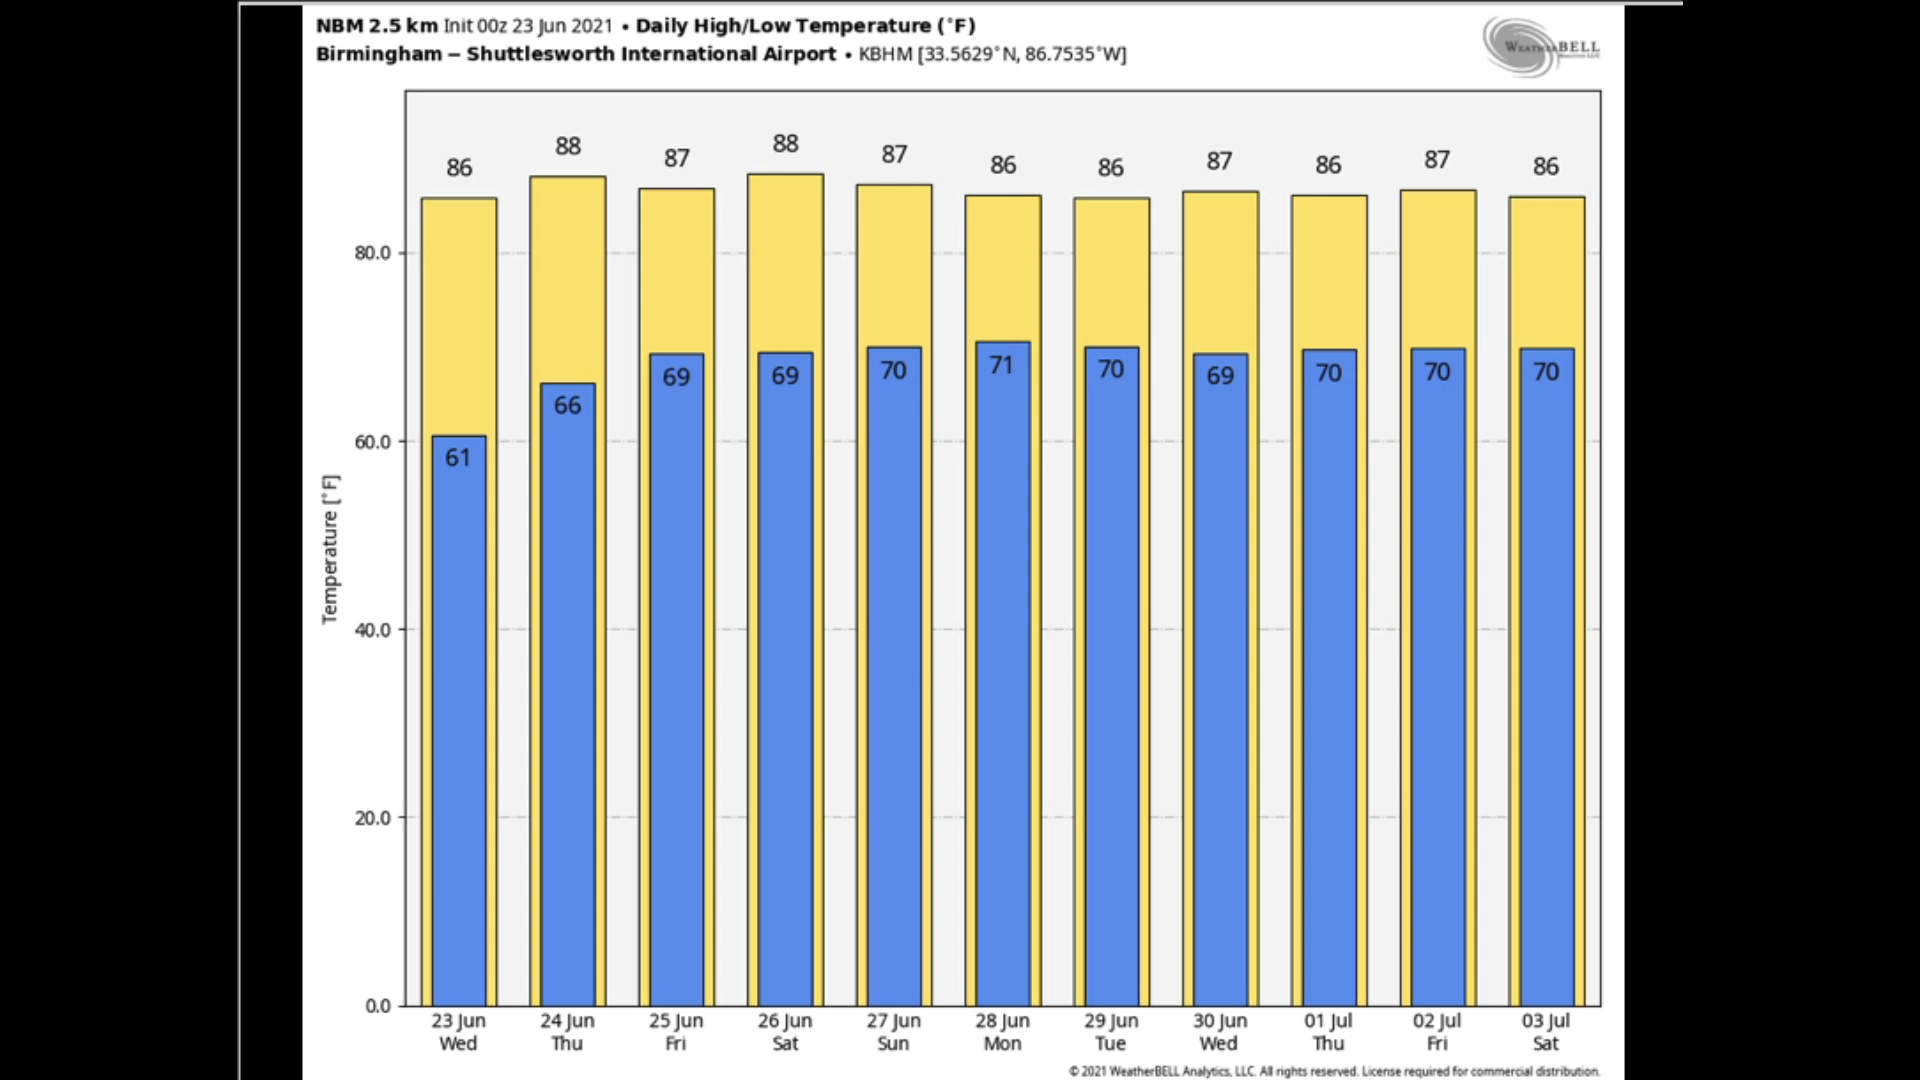 NBM 2.5 km Init 00z 23 Jun 2021 • Daily High/Low Temperature (°F)
Birmingham – Shuttlesworth International Airport • KBHM [33.5629°N, 86.7535°W]
WEATHERBELL
86 88 87 88 87 86 86 87 86 87 86
80.0
61 66 69 69 70 71 70 69 70 70 70
60.0
Temperature [°F]
40.0
20.0
0.0
23 Jun 24 Jun 25 Jun 26 Jun 27 Jun 28 Jun 29 Jun 30 Jun 01 Jul 02 Jul 03 Jul
Wed Thu Fri Sat Sun Mon Tue Wed Thu Fri Sat
© 2021 WeatherBELL Analytics, LLC. All rights reserved. License required for commercial distribution.